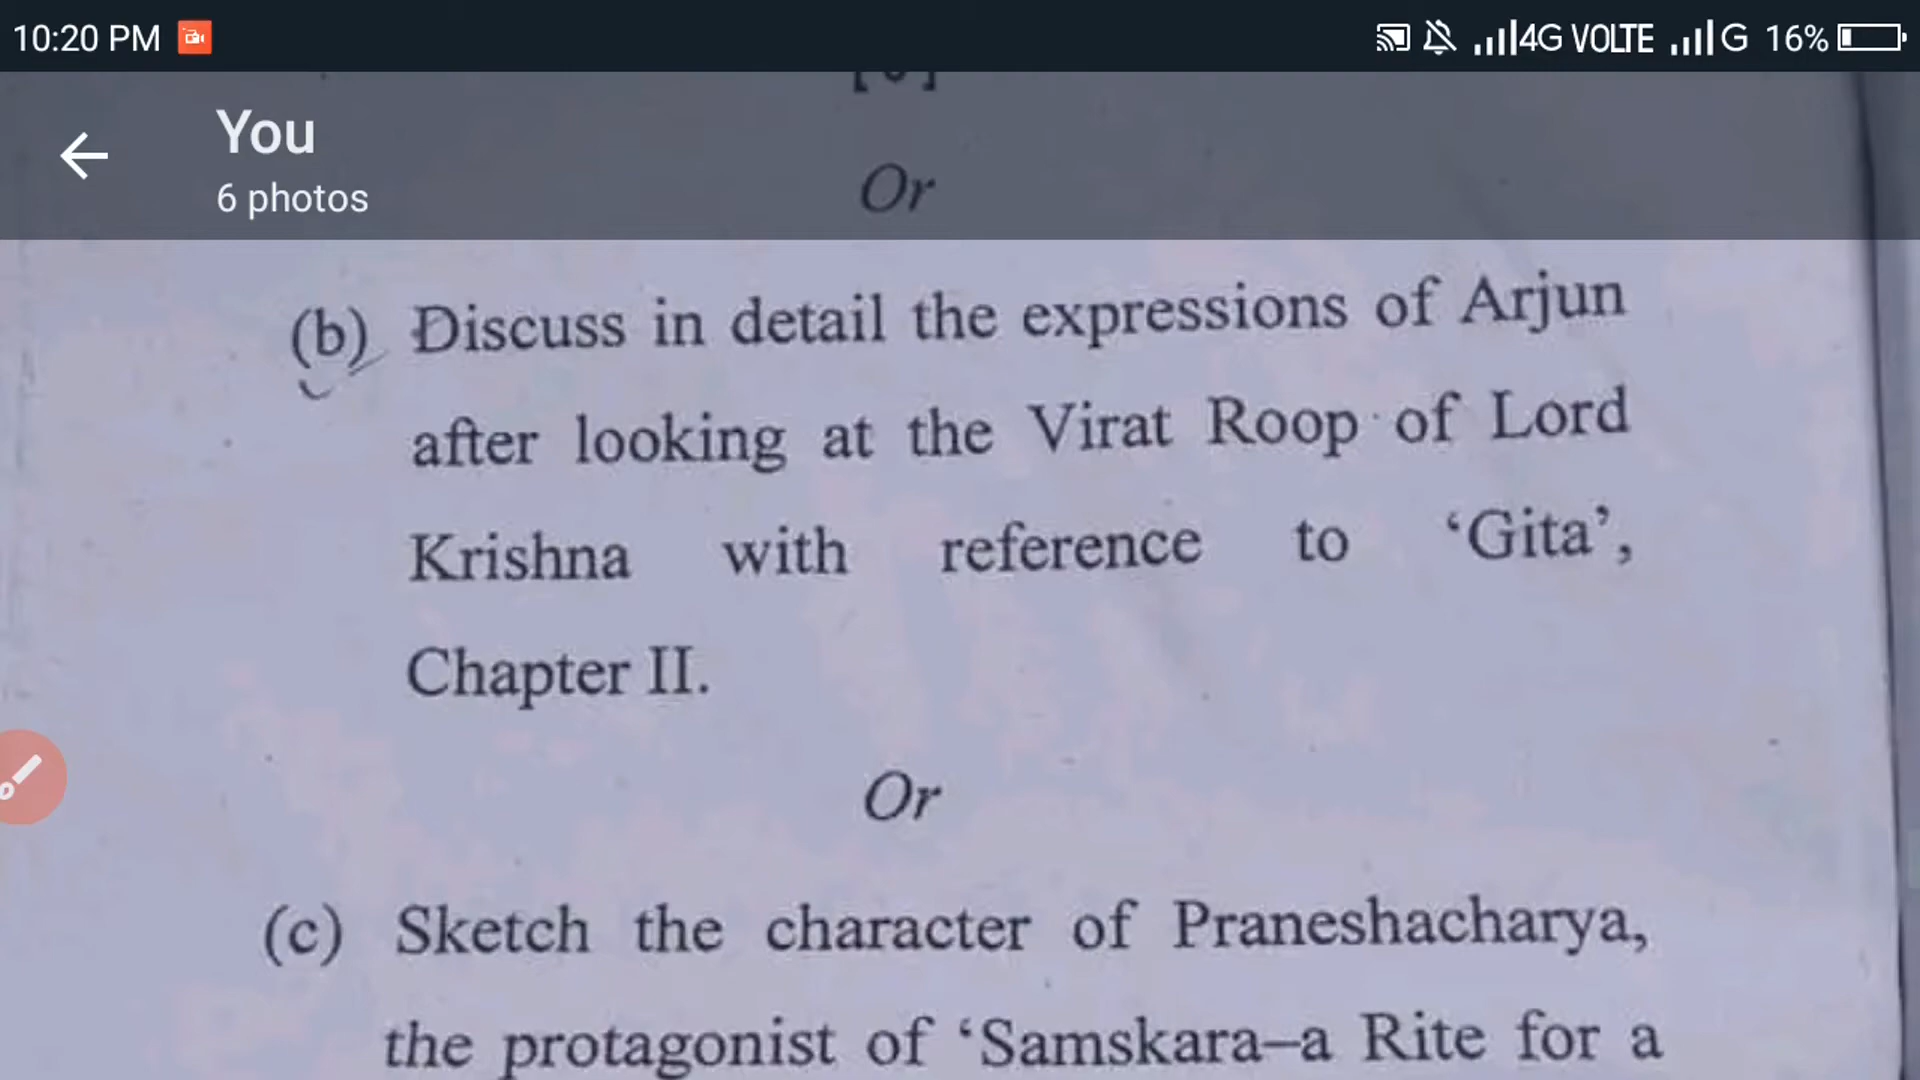 10:20 PM 4G VOLTE G 16%
You
6 photos
Or
(b) Discuss in detail the expressions of Arjun
after looking at the Virat Roop of Lord
Krishna with reference to ‘Gita’,
Chapter II.
Or
(c) Sketch the character of Praneshacharya,
the protagonist of ‘Samskara–a Rite for a